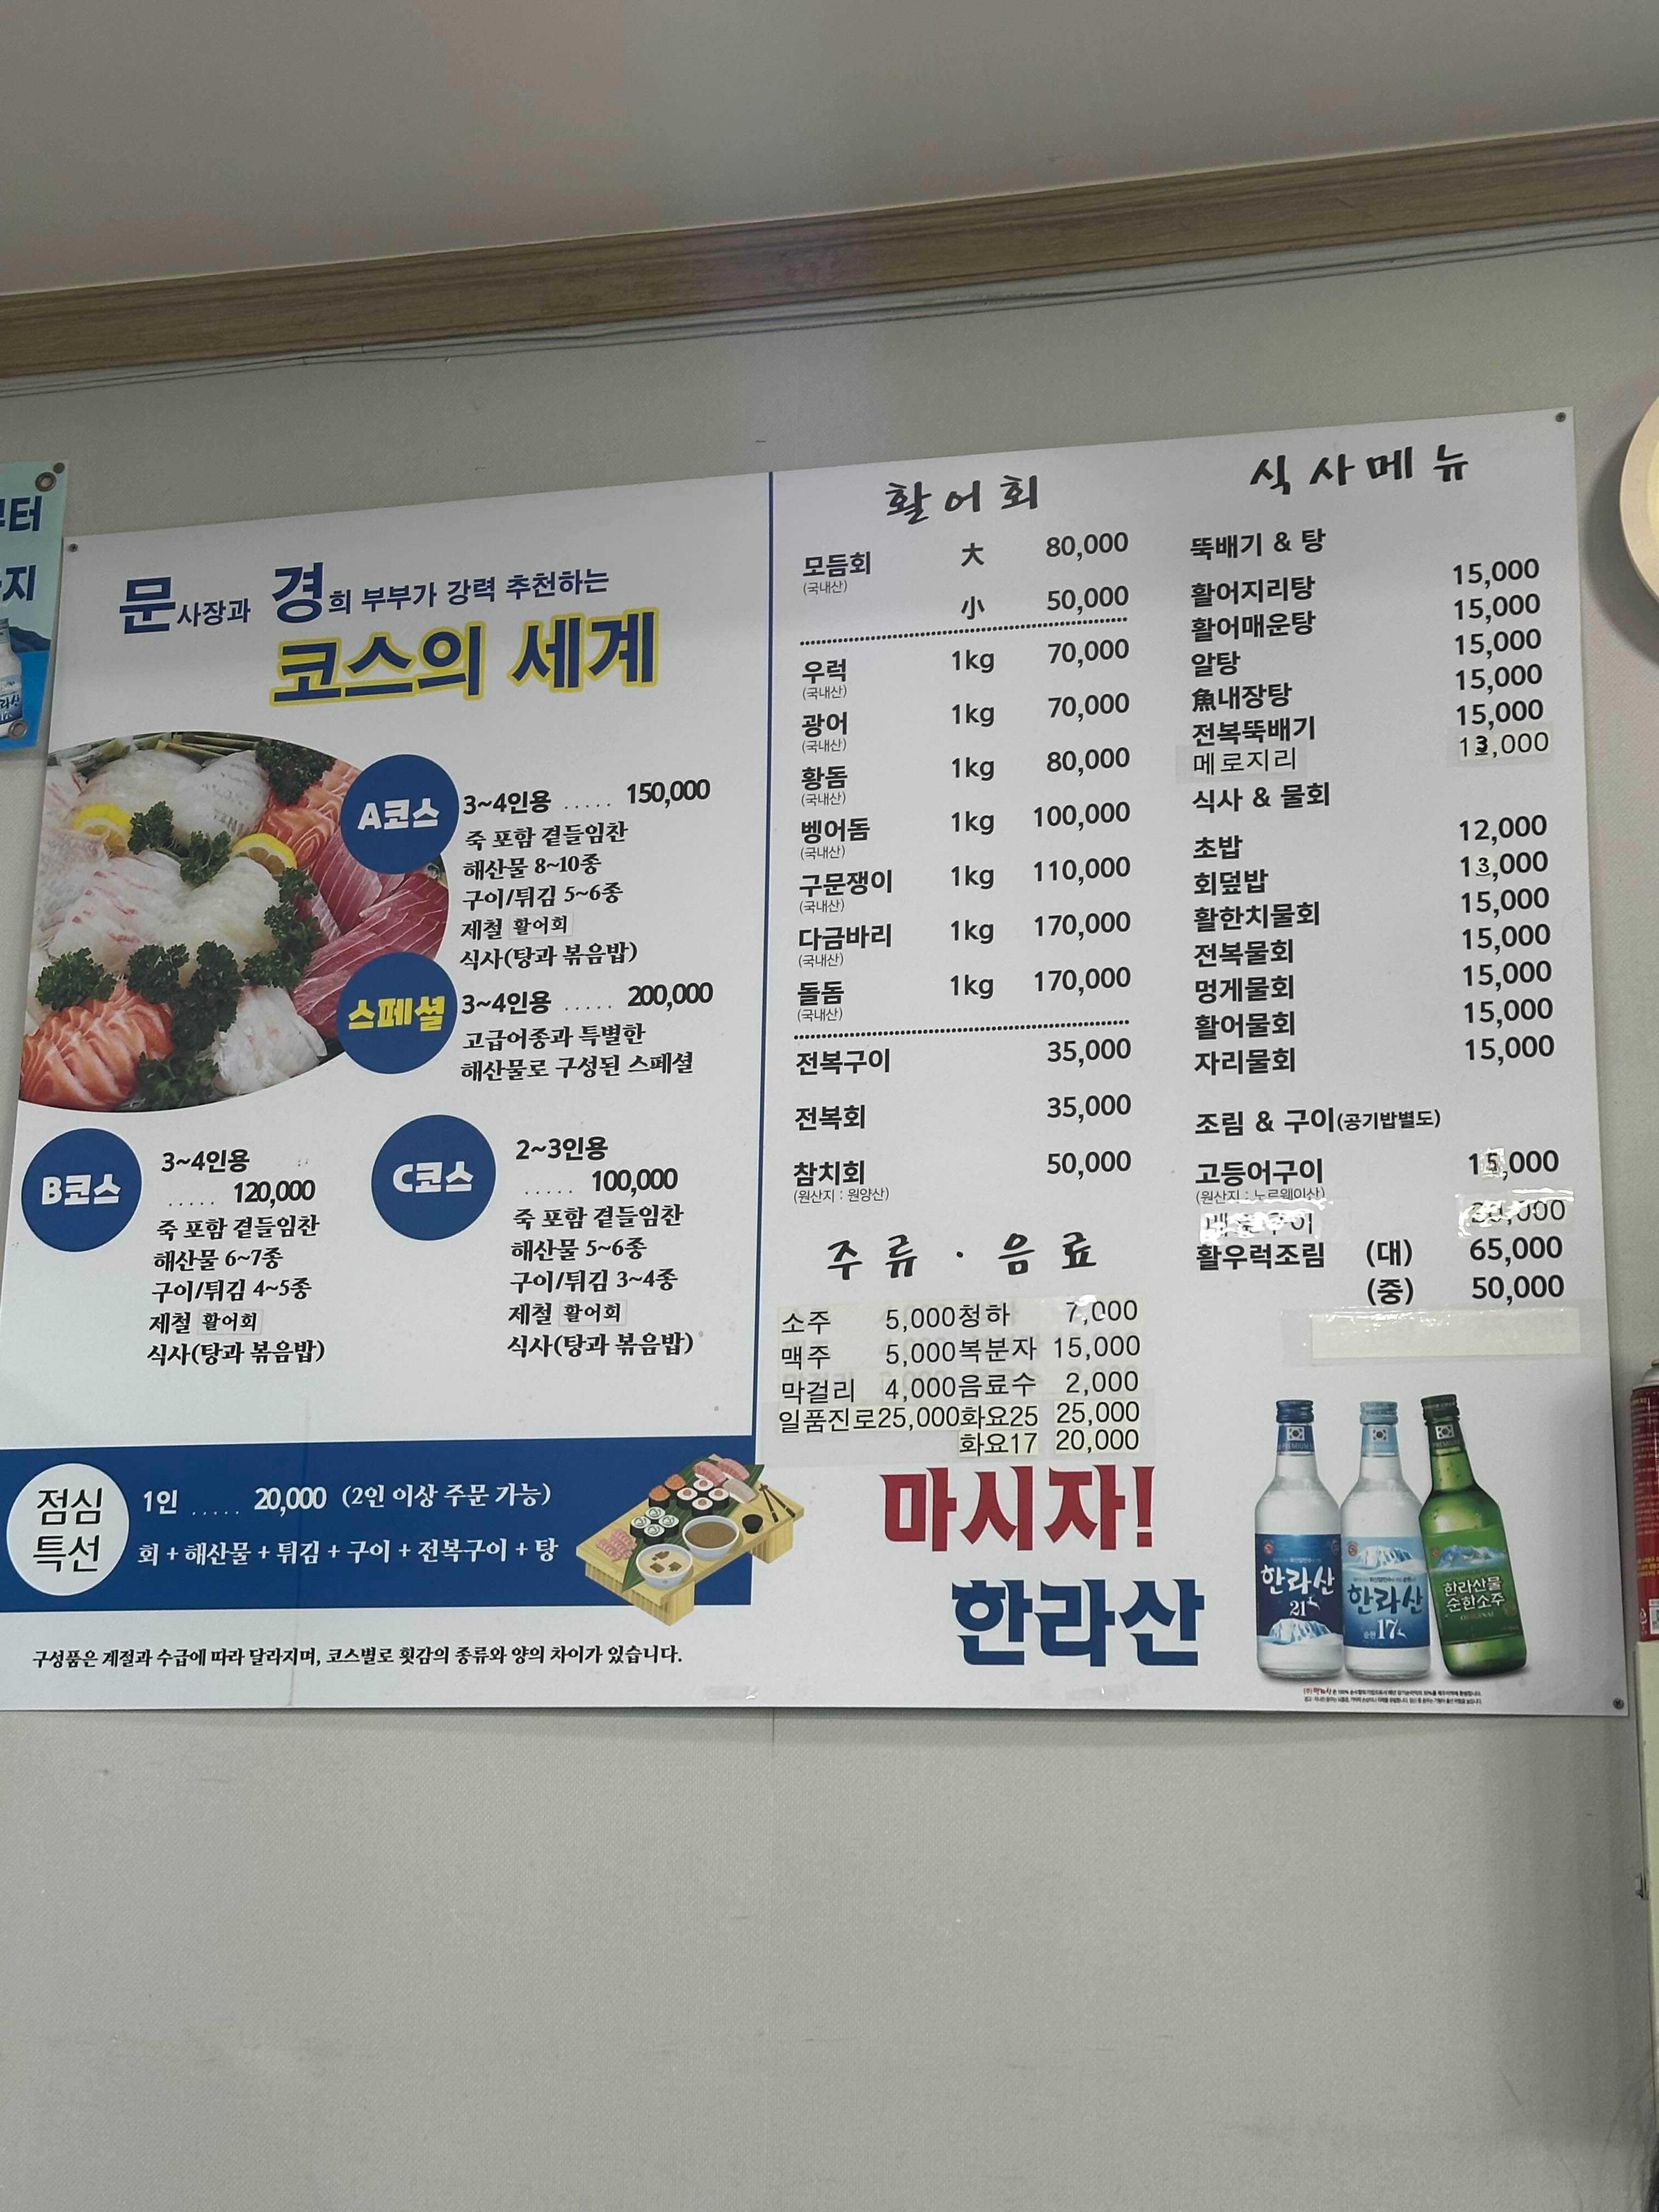 부터
까지
문사장과 경희 부부가 강력 추천하는
코스의 세계
A코스
3~4인용 ..... 150,000
죽 포함 곁들임찬
해산물 8~10종
구이/튀김 5~6종
제철 활어회
식사(탕과 볶음밥)
스페셜
3~4인용 ..... 200,000
고급어종과 특별한
해산물로 구성된 스페셜
B코스
3~4인용
..... 120,000
죽 포함 곁들임찬
해산물 6~7종
구이/튀김 4~5종
제철 활어회
식사(탕과 볶음밥)
C코스
2~3인용
..... 100,000
죽 포함 곁들임찬
해산물 5~6종
구이/튀김 3~4종
제철 활어회
식사(탕과 볶음밥)
점심
특선
1인 ..... 20,000 (2인 이상 주문 가능)
회 + 해산물 + 튀김 + 구이 + 전복구이 + 탕
구성품은 계절과 수급에 따라 달라지며, 코스별로 횟감의 종류와 양의 차이가 있습니다.
활어회
모듬회 大 80,000
(국내산)
小 50,000
우럭 1kg 70,000
(국내산)
광어 1kg 70,000
(국내산)
황돔 1kg 80,000
(국내산)
벵어돔 1kg 100,000
(국내산)
구문쟁이 1kg 110,000
(국내산)
다금바리 1kg 170,000
(국내산)
돌돔 1kg 170,000
(국내산)
전복구이 35,000
전복회 35,000
참치회 50,000
(원산지 : 원양산)
주류 · 음료
소주 5,000 청하 7,000
맥주 5,000 복분자 15,000
막걸리 4,000 음료수 2,000
일품진로 25,000 화요25 25,000
화요17 20,000
마시자!
한라산
식사메뉴
뚝배기 & 탕
활어지리탕 15,000
활어매운탕 15,000
알탕 15,000
魚내장탕 15,000
전복뚝배기 15,000
메로지리 13,000
식사 & 물회
초밥 12,000
회덮밥 13,000
활한치물회 15,000
전복물회 15,000
멍게물회 15,000
활어물회 15,000
자리물회 15,000
조림 & 구이(공기밥별도)
고등어구이 15,000
(원산지 : 노르웨이산)
메로구이
활우럭조림 (대) 65,000
(중) 50,000
한라산
21
한라산
순한 17
한라산물
순한소주
ORIGINAL